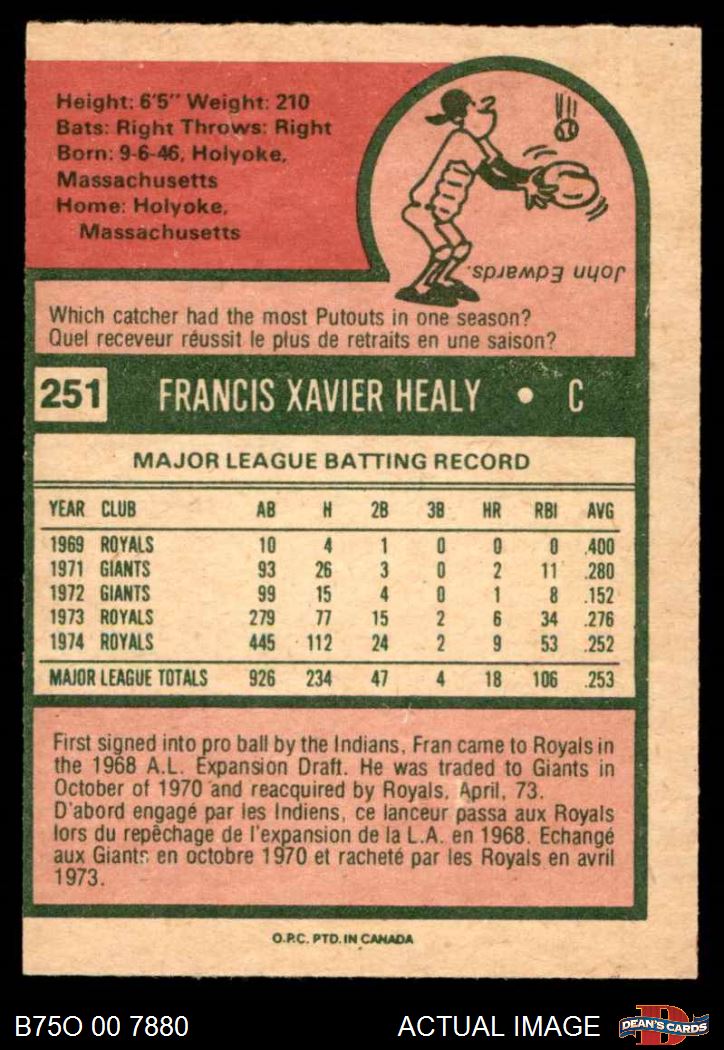 Height: 6'5" Weight: 210
Bats: Right Throws: Right
Born: 9-6-46, Holyoke,
Massachusetts
Home: Holyoke,
Massachusetts
John Edwards.
Which catcher had the most Putouts in one season?
Quel receveur réussit le plus de retraits en une saison?
251 FRANCIS XAVIER HEALY • C
MAJOR LEAGUE BATTING RECORD
YEAR CLUB AB H 2B 3B HR RBI AVG
1969 ROYALS 10 4 1 0 0 0 .400
1971 GIANTS 93 26 3 0 2 11 .280
1972 GIANTS 99 15 4 0 1 8 .152
1973 ROYALS 279 77 15 2 6 34 .276
1974 ROYALS 445 112 24 2 9 53 .252
MAJOR LEAGUE TOTALS 926 234 47 4 18 106 .253
First signed into pro ball by the Indians, Fran came to Royals in
the 1968 A.L. Expansion Draft. He was traded to Giants in
October of 1970 and reacquired by Royals, April, 73.
D'abord engagé par les Indiens, ce lanceur passa aux Royals
lors du repêchage de l'expansion de la L.A. en 1968. Echangé
aux Giants en octobre 1970 et racheté par les Royals en avril
1973.
O.P.C. PTD. IN CANADA
B75O 00 7880 ACTUAL IMAGE
D
DEAN'S CARDS